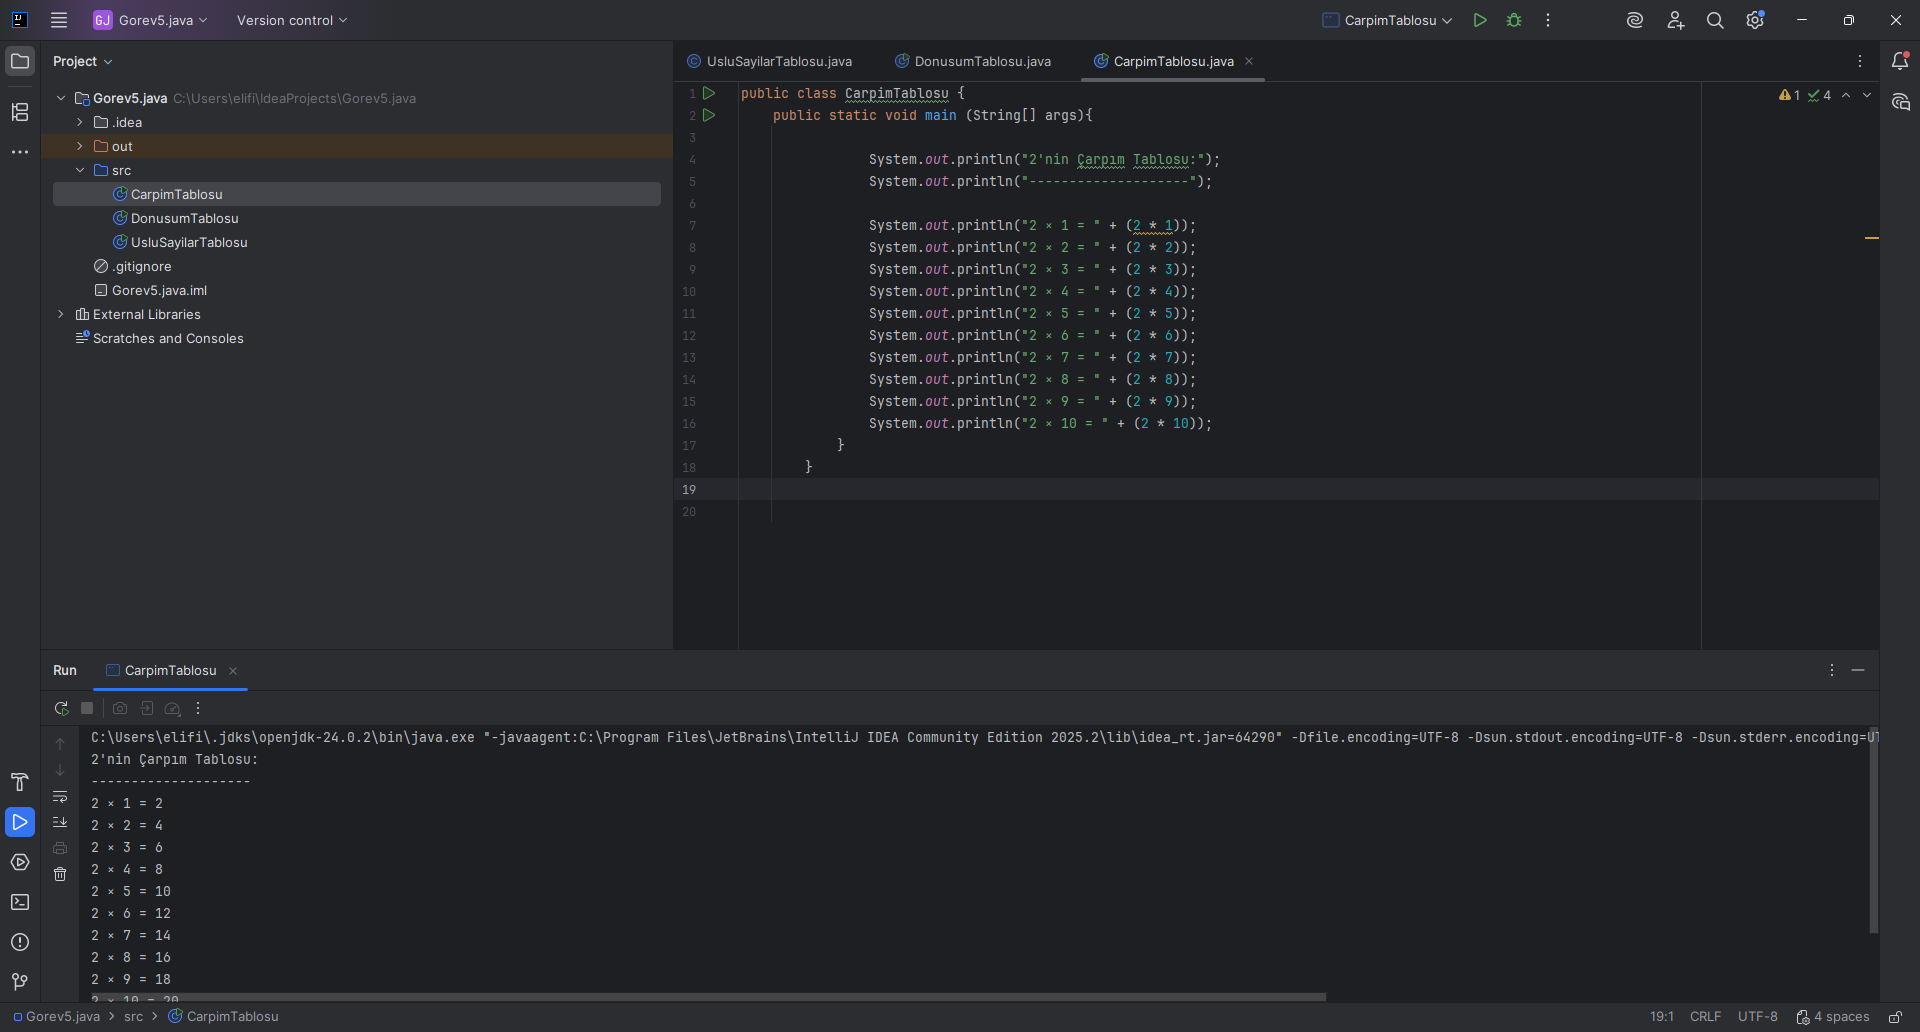 GJ Gorev5.java Version control CarpimTablosu
Project
Gorev5.java C:\Users\elifi\IdeaProjects\Gorev5.java
.idea
out
src
CarpimTablosu
DonusumTablosu
UsluSayilarTablosu
.gitignore
Gorev5.java.iml
External Libraries
Scratches and Consoles
UsluSayilarTablosu.java DonusumTablosu.java CarpimTablosu.java
1 public class CarpimTablosu {
2 public static void main (String[] args){
3
4 System.out.println("2'nin Çarpım Tablosu:");
5 System.out.println("--------------------");
6
7 System.out.println("2 × 1 = " + (2 * 1));
8 System.out.println("2 × 2 = " + (2 * 2));
9 System.out.println("2 × 3 = " + (2 * 3));
10 System.out.println("2 × 4 = " + (2 * 4));
11 System.out.println("2 × 5 = " + (2 * 5));
12 System.out.println("2 × 6 = " + (2 * 6));
13 System.out.println("2 × 7 = " + (2 * 7));
14 System.out.println("2 × 8 = " + (2 * 8));
15 System.out.println("2 × 9 = " + (2 * 9));
16 System.out.println("2 × 10 = " + (2 * 10));
17 }
18 }
19
20
1 4
Run CarpimTablosu
C:\Users\elifi\.jdks\openjdk-24.0.2\bin\java.exe "-javaagent:C:\Program Files\JetBrains\IntelliJ IDEA Community Edition 2025.2\lib\idea_rt.jar=64290" -Dfile.encoding=UTF-8 -Dsun.stdout.encoding=UTF-8 -Dsun.stderr.encoding=UT
2'nin Çarpım Tablosu:
--------------------
2 × 1 = 2
2 × 2 = 4
2 × 3 = 6
2 × 4 = 8
2 × 5 = 10
2 × 6 = 12
2 × 7 = 14
2 × 8 = 16
2 × 9 = 18
2 × 10 = 20
Gorev5.java src CarpimTablosu 19:1 CRLF UTF-8 4 spaces